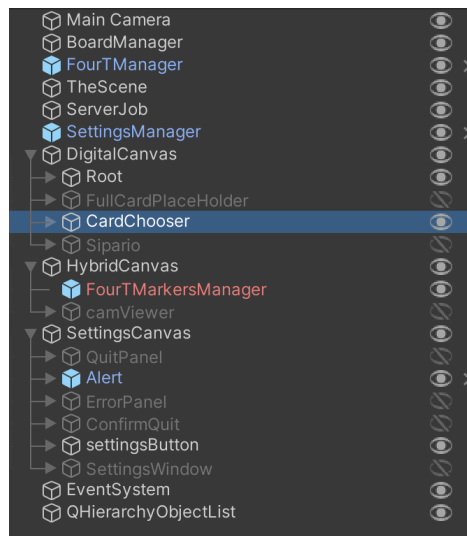 Main Camera
BoardManager
FourTManager
TheScene
ServerJob
SettingsManager
DigitalCanvas
Root
FullCardPlaceHolder
CardChooser
Sipario
HybridCanvas
FourTMarkersManager
camViewer
SettingsCanvas
QuitPanel
Alert
ErrorPanel
ConfirmQuit
settingsButton
SettingsWindow
EventSystem
QHierarchyObjectList